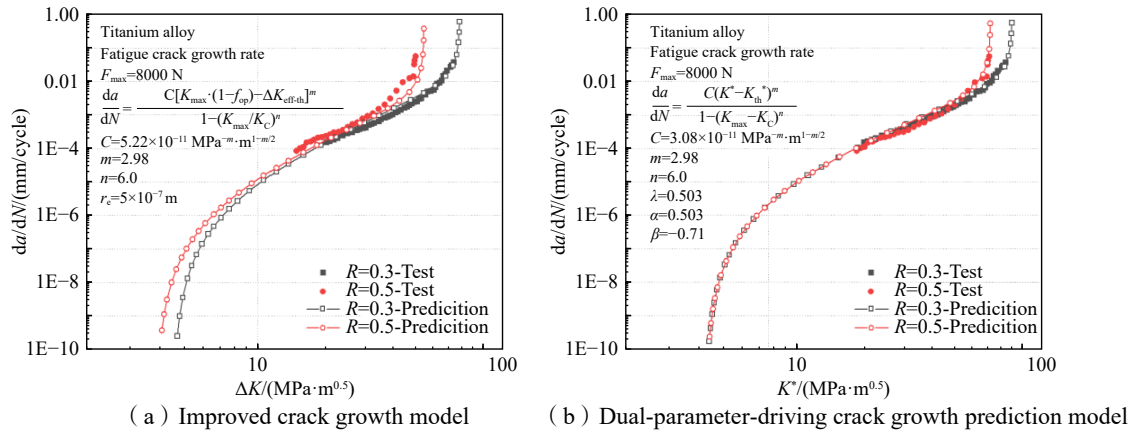 1.00
0.01
1E−4
1E−6
1E−8
1E−10
da/dN/(mm/cycle)
Titanium alloy
Fatigue crack growth rate
Fmax=8000 N
da/dN = C[Kmax·(1−fop)−ΔKeff-th]^m / 1−(Kmax/KC)^n
C=5.22×10^−11 MPa^−m·m^1−m/2
m=2.98
n=6.0
re=5×10^−7 m
R=0.3-Test
R=0.5-Test
R=0.3-Predicition
R=0.5-Predicition
10
100
ΔK/(MPa·m^0.5)
(a) Improved crack growth model
1.00
0.01
1E−4
1E−6
1E−8
1E−10
da/dN/(mm/cycle)
Titanium alloy
Fatigue crack growth rate
Fmax=8000 N
da/dN = C(K*−Kth*)^m / 1−(Kmax−KC)^n
C=3.08×10^−11 MPa^−m·m^1−m/2
m=2.98
n=6.0
λ=0.503
α=0.503
β=−0.71
R=0.3-Test
R=0.5-Test
R=0.3-Predicition
R=0.5-Predicition
10
100
K*/(MPa·m^0.5)
(b) Dual-parameter-driving crack growth prediction model